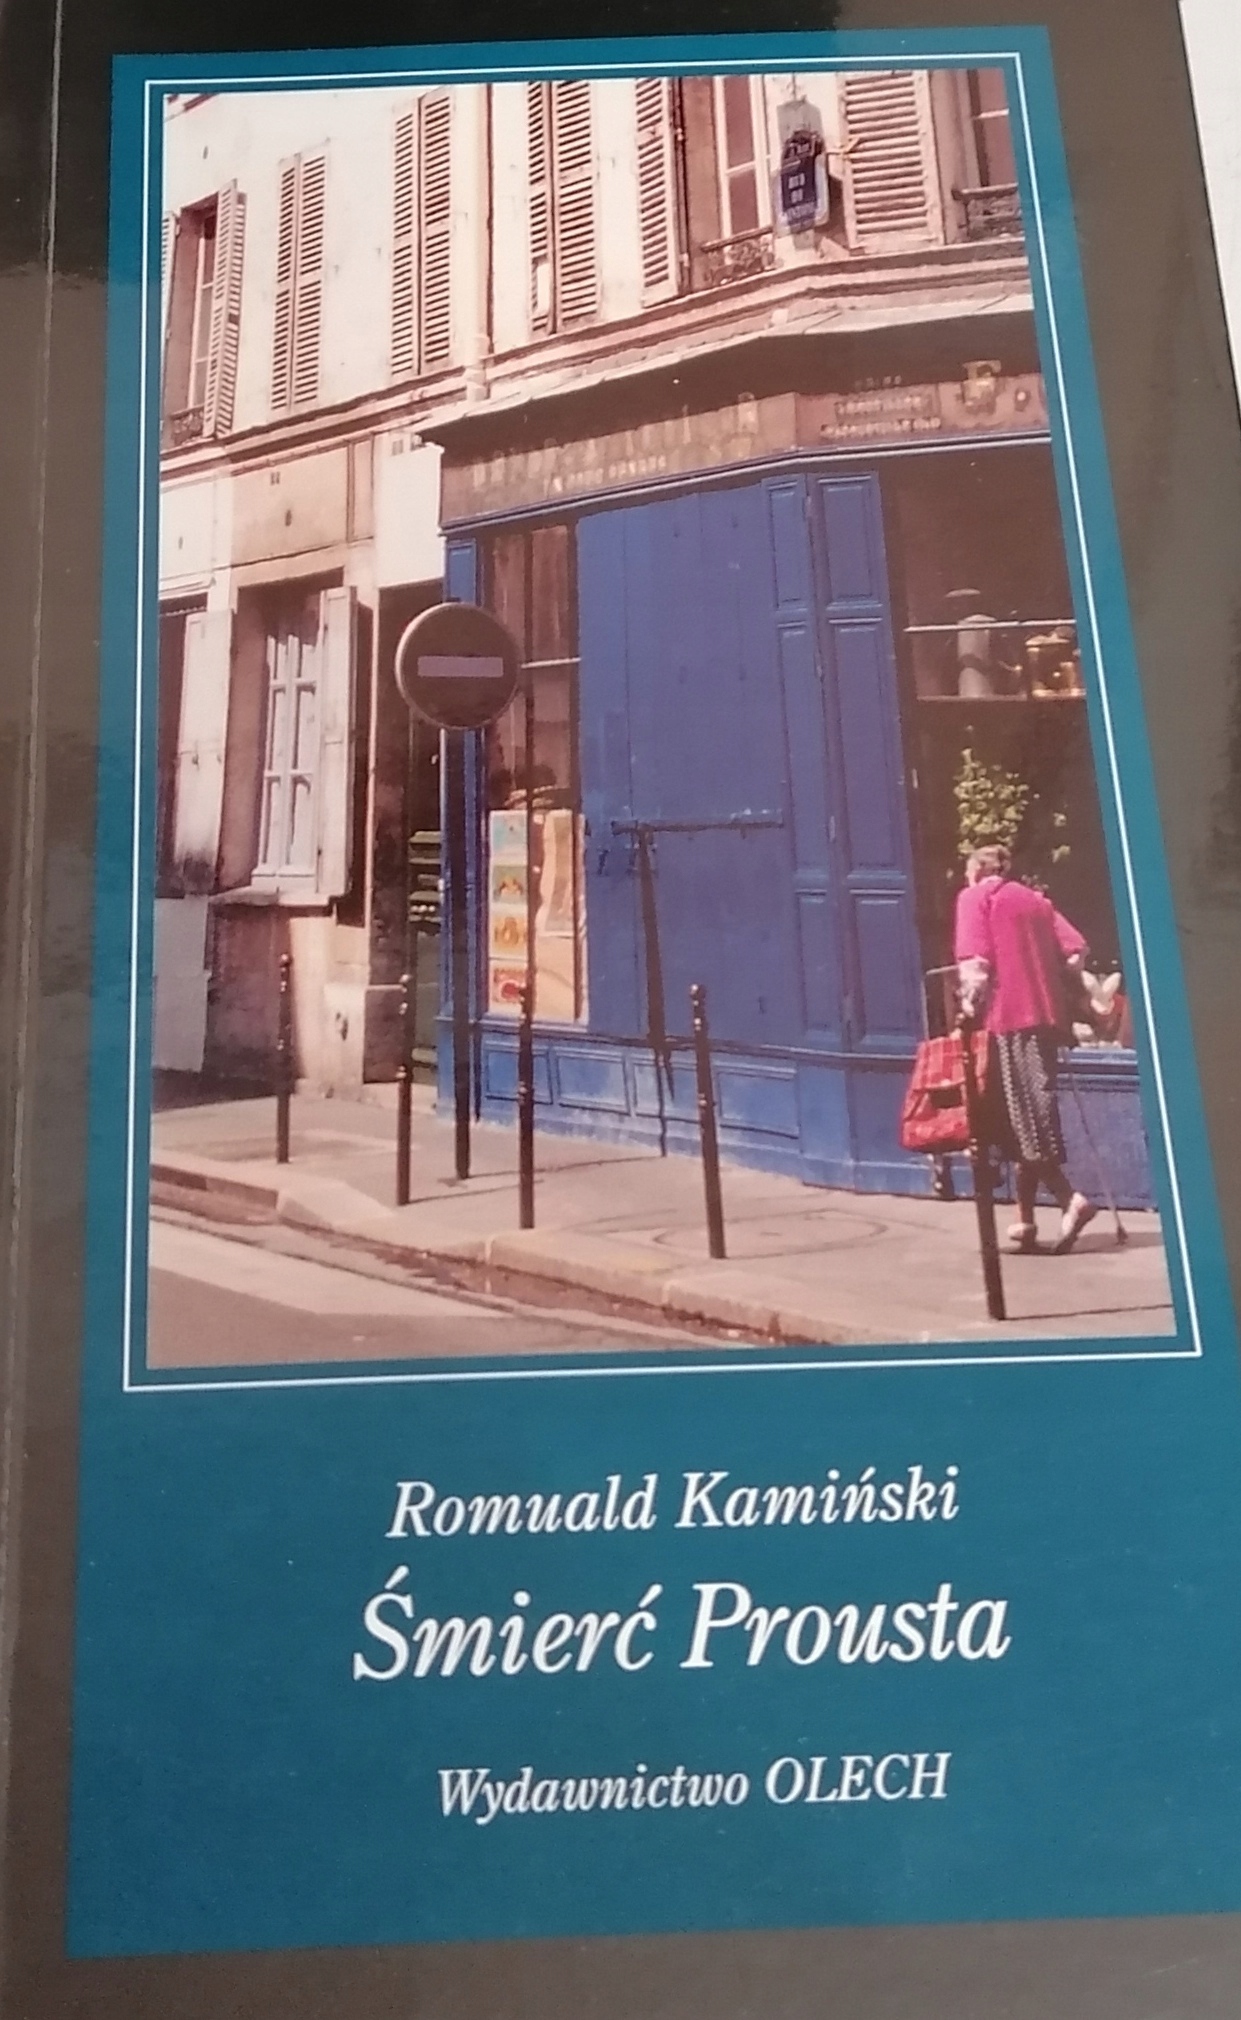 Romuald Kamiński
Śmierć Prousta
Wydawnictwo OLECH